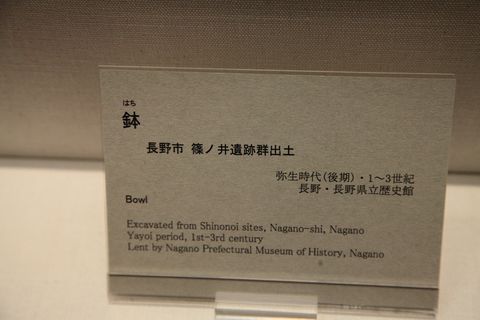 はち
鉢
長野市 篠ノ井遺跡群出土
弥生時代(後期)・1～3世紀
長野・長野県立歴史館
Bowl
Excavated from Shinonoi sites, Nagano-shi, Nagano
Yayoi period, 1st-3rd century
Lent by Nagano Prefectural Museum of History, Nagano